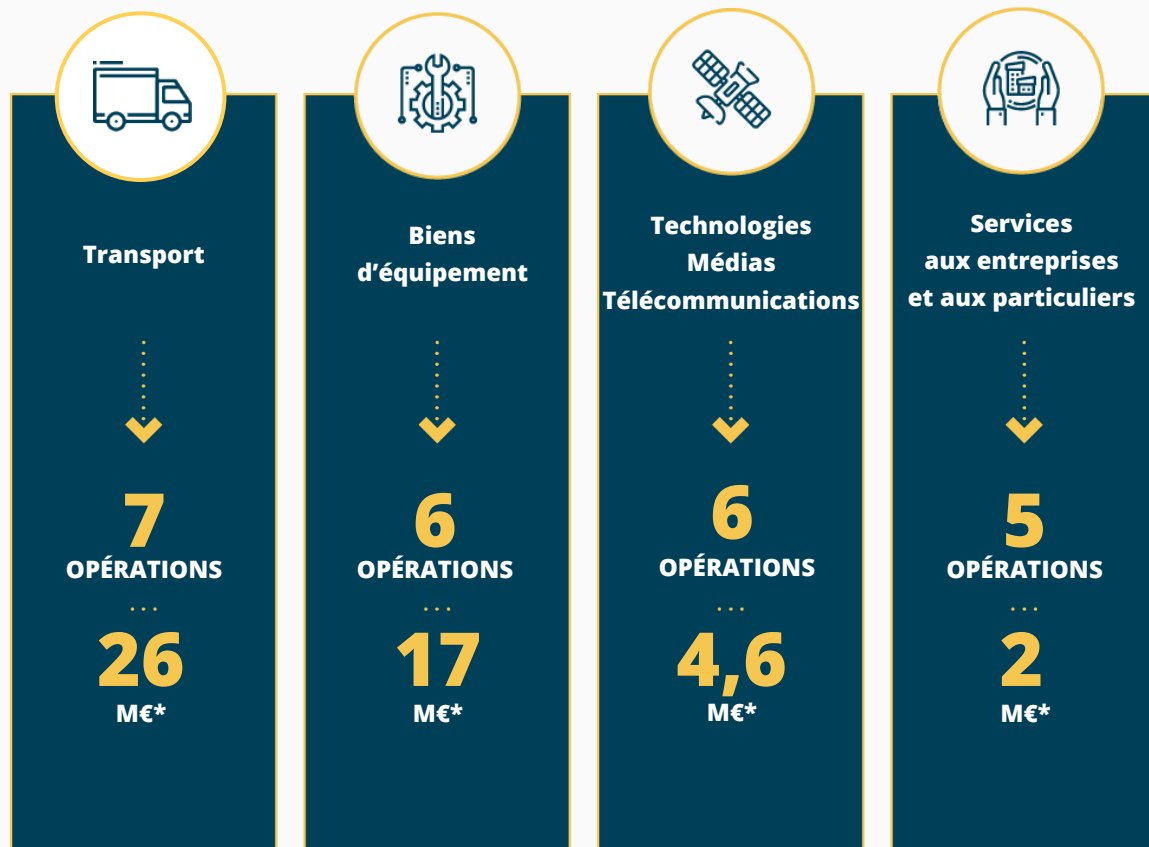 Transport
7
OPÉRATIONS
...
26
M€*
Biens
d’équipement
6
OPÉRATIONS
...
17
M€*
Technologies
Médias
Télécommunications
6
OPÉRATIONS
...
4,6
M€*
Services
aux entreprises
et aux particuliers
5
OPÉRATIONS
...
2
M€*